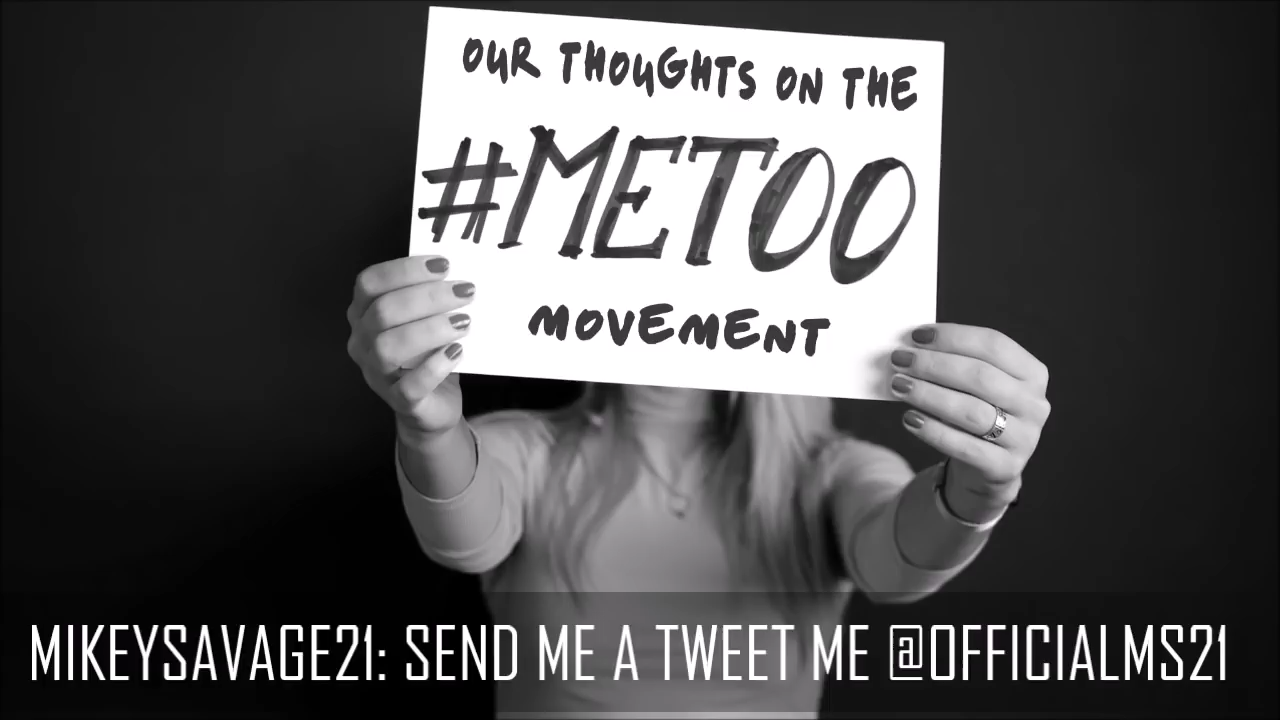 OUR THOUGHTS ON THE
#METOO
MOVEMENT
MIKEYSAVAGE21: SEND ME A TWEET ME @OFFICIALMS21